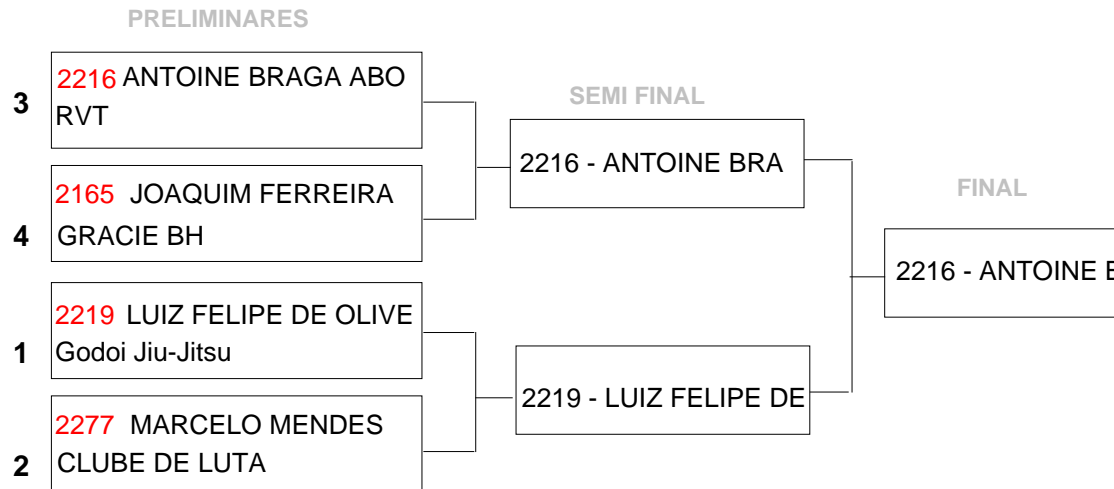 PRELIMINARES
3
2216 ANTOINE BRAGA ABO
RVT
4
2165 JOAQUIM FERREIRA
GRACIE BH
1
2219 LUIZ FELIPE DE OLIVE
Godoi Jiu-Jitsu
2
2277 MARCELO MENDES
CLUBE DE LUTA
SEMI FINAL
2216 - ANTOINE BRA
2219 - LUIZ FELIPE DE
FINAL
2216 - ANTOINE